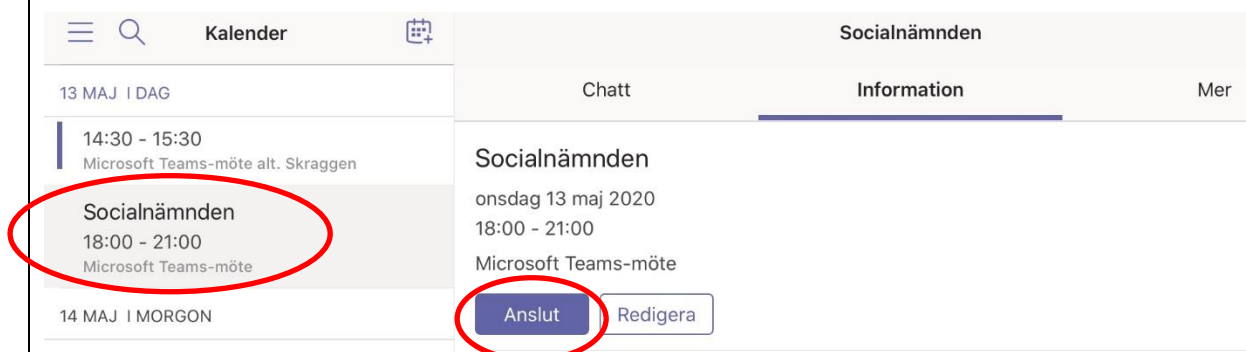 Kalender
13 MAJ I DAG
14:30 - 15:30
Microsoft Teams-möte alt. Skraggen
Socialnämnden
18:00 - 21:00
Microsoft Teams-möte
14 MAJ I MORGON
Socialnämnden
Chatt Information Mer
Socialnämnden
onsdag 13 maj 2020
18:00 - 21:00
Microsoft Teams-möte
Anslut Redigera